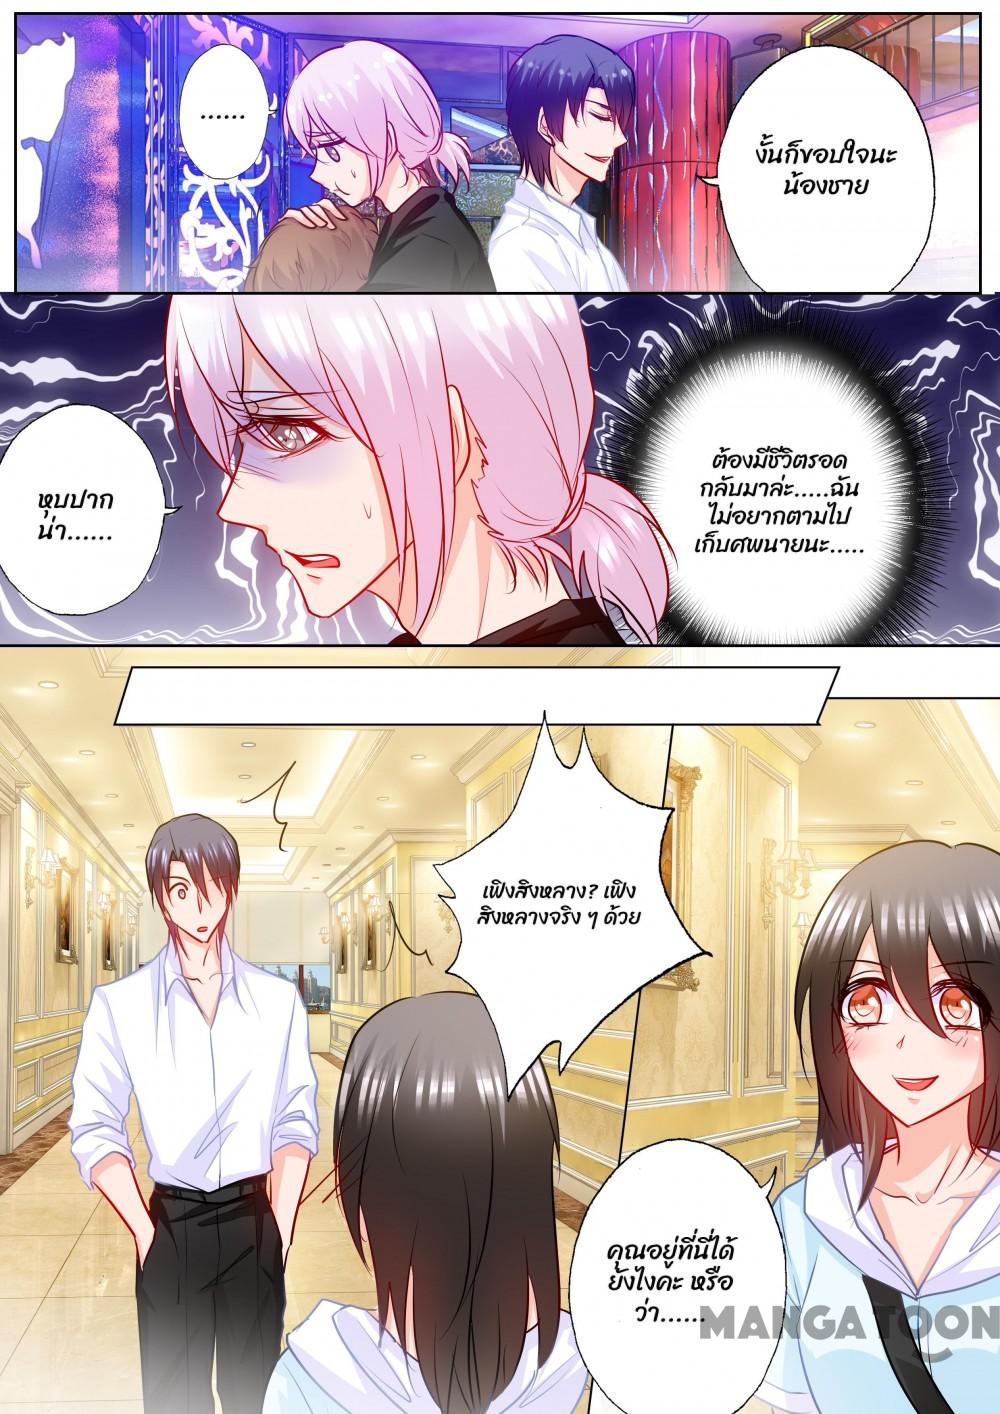 ......
งั้นก็ขอบใจนะ
น้องชาย
หุบปาก
น่า......
ต้องมีชีวิตรอด
กลับมาล่ะ.....ฉัน
ไม่อยากตามไป
เก็บศพนายนะ.....
เฟิงสิงหลาง? เฟิง
สิงหลางจริง ๆ ด้วย
คุณอยู่ที่นี่ได้
ยังไงคะ หรือ
ว่า......
MANGATOON